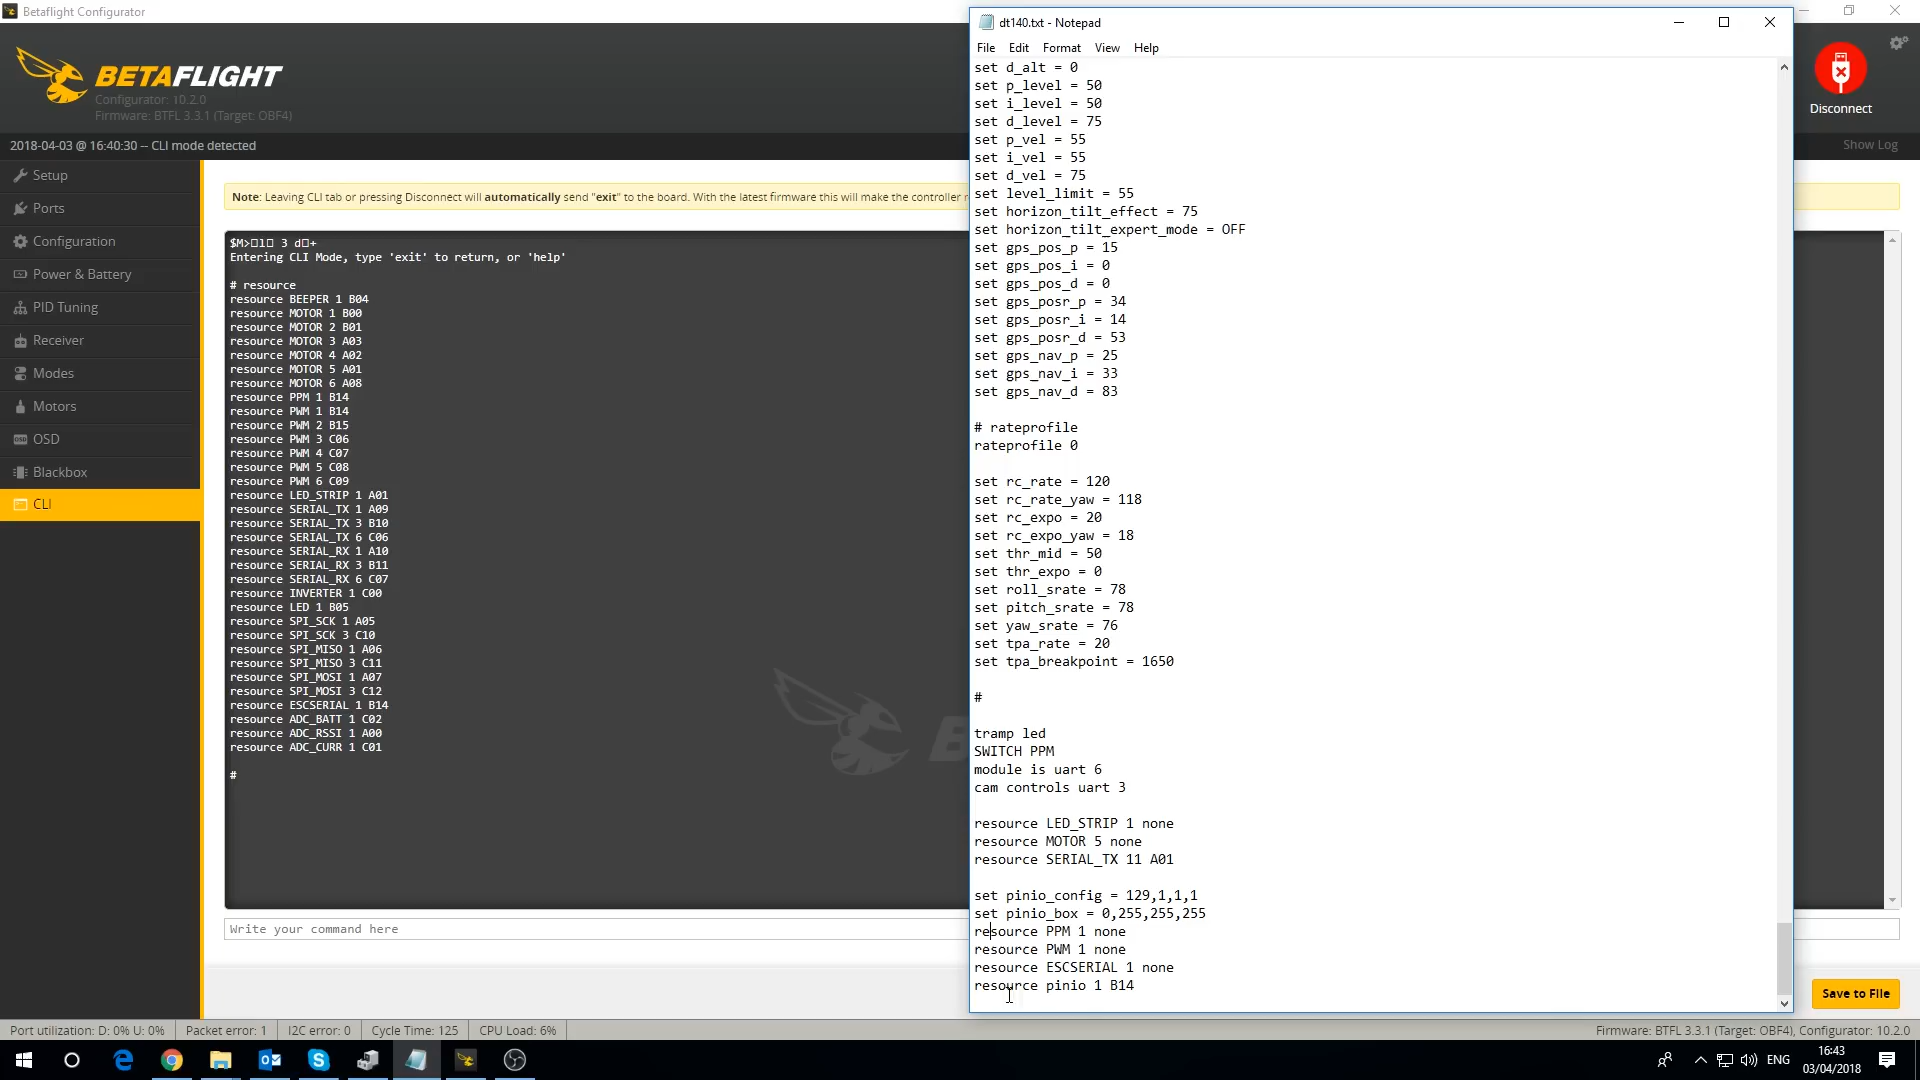 Betaflight Configurator
BETAFLIGHT
Configurator: 10.2.0
Firmware: BTFL 3.3.1 (Target: OBF4)
2018-04-03 @ 16:40:30 -- CLI mode detected
Show Log
Disconnect
Setup
Ports
Configuration
Power & Battery
PID Tuning
Receiver
Modes
Motors
OSD
Blackbox
CLI
Note: Leaving CLI tab or pressing Disconnect will automatically send "exit" to the board. With the latest firmware this will make the controller
Entering CLI Mode, type 'exit' to return, or 'help'
# resource
resource BEEPER 1 B04
resource MOTOR 1 B00
resource MOTOR 2 B01
resource MOTOR 3 A03
resource MOTOR 4 A02
resource MOTOR 5 A01
resource MOTOR 6 A08
resource PPM 1 B14
resource PWM 1 B14
resource PWM 2 B15
resource PWM 3 C06
resource PWM 4 C07
resource PWM 5 C08
resource PWM 6 C09
resource LED_STRIP 1 A01
resource SERIAL_TX 1 A09
resource SERIAL_TX 3 B10
resource SERIAL_TX 6 C06
resource SERIAL_RX 1 A10
resource SERIAL_RX 3 B11
resource SERIAL_RX 6 C07
resource INVERTER 1 C00
resource LED 1 B05
resource SPI_SCK 1 A05
resource SPI_SCK 3 C10
resource SPI_MISO 1 A06
resource SPI_MISO 3 C11
resource SPI_MOSI 1 A07
resource SPI_MOSI 3 C12
resource ESCSERIAL 1 B14
resource ADC_BATT 1 C02
resource ADC_RSSI 1 A00
resource ADC_CURR 1 C01
#
Write your command here
dt140.txt - Notepad
File Edit Format View Help
set d_alt = 0
set p_level = 50
set i_level = 50
set d_level = 75
set p_vel = 55
set i_vel = 55
set d_vel = 75
set level_limit = 55
set horizon_tilt_effect = 75
set horizon_tilt_expert_mode = OFF
set gps_pos_p = 15
set gps_pos_i = 0
set gps_pos_d = 0
set gps_posr_p = 34
set gps_posr_i = 14
set gps_posr_d = 53
set gps_nav_p = 25
set gps_nav_i = 33
set gps_nav_d = 83
# rateprofile
rateprofile 0
set rc_rate = 120
set rc_rate_yaw = 118
set rc_expo = 20
set rc_expo_yaw = 18
set thr_mid = 50
set thr_expo = 0
set roll_srate = 78
set pitch_srate = 78
set yaw_srate = 76
set tpa_rate = 20
set tpa_breakpoint = 1650
#
tramp led
SWITCH PPM
module is uart 6
cam controls uart 3
resource LED_STRIP 1 none
resource MOTOR 5 none
resource SERIAL_TX 11 A01
set pinio_config = 129,1,1,1
set pinio_box = 0,255,255,255
resource PPM 1 none
resource PWM 1 none
resource ESCSERIAL 1 none
resource pinio 1 B14
Save to File
Port utilization: D: 0% U: 0%
Packet error: 1
I2C error: 0
Cycle Time: 125
CPU Load: 6%
Firmware: BTFL 3.3.1 (Target: OBF4), Configurator: 10.2.0
ENG
16:43
03/04/2018